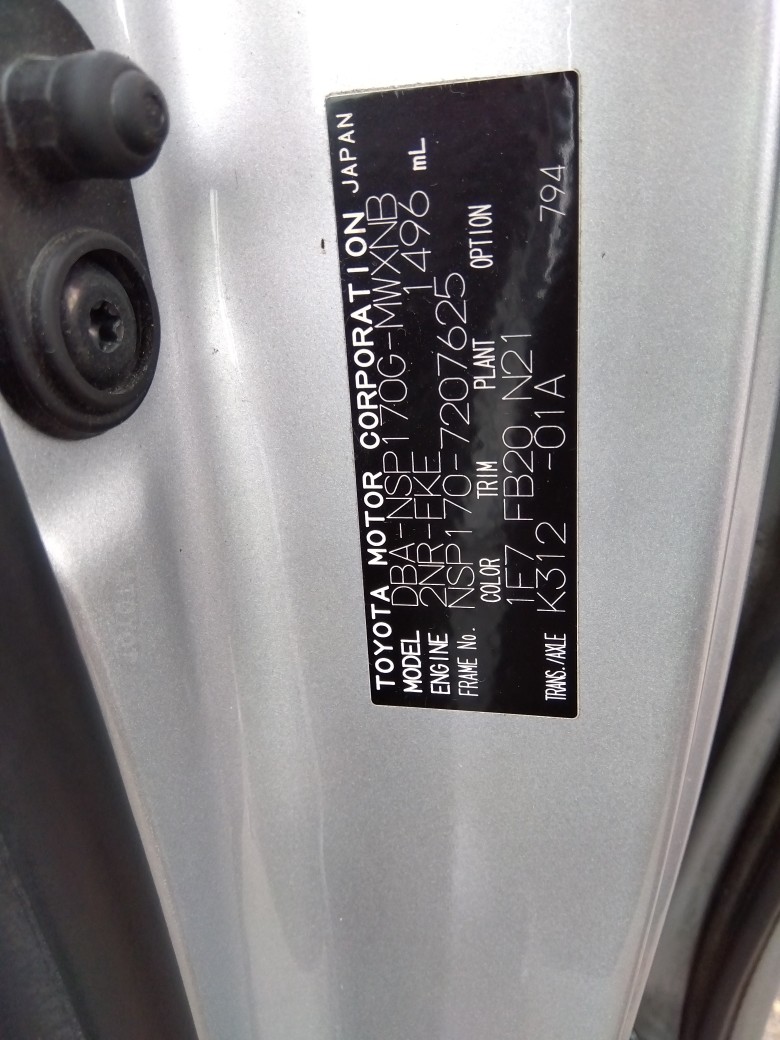 TOYOTA MOTOR CORPORATION JAPAN
MODEL DBA-NSP170G-MWXNB
ENGINE 2NR-FKE 1496 mL
FRAME No. NSP170-7207625
COLOR TRIM PLANT OPTION
1F7 FB20 N21
TRANS./AXLE K312 -01A 794